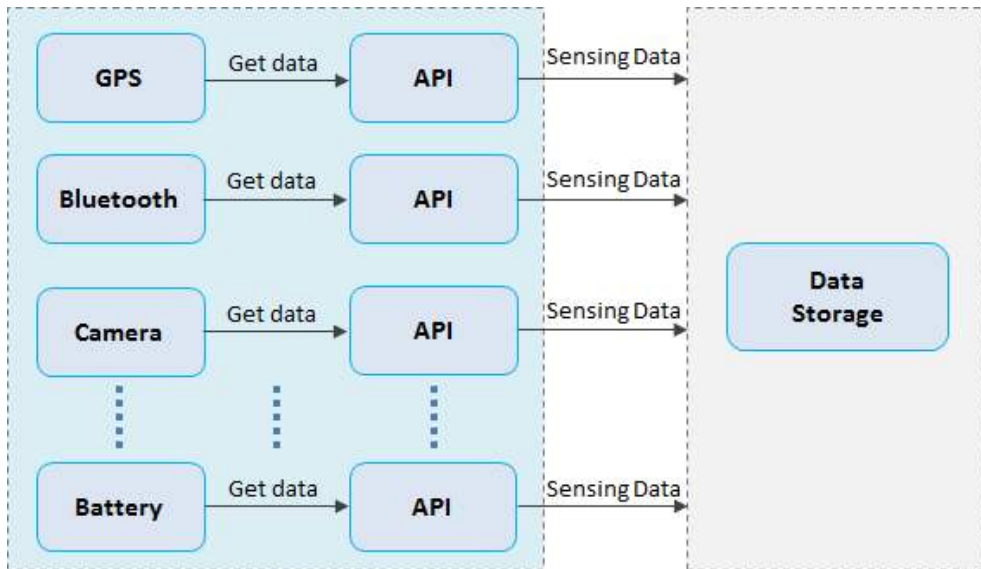 GPS
Get data
API
Sensing Data
Bluetooth
Get data
API
Sensing Data
Data
Storage
Camera
Get data
API
Sensing Data
Battery
Get data
API
Sensing Data